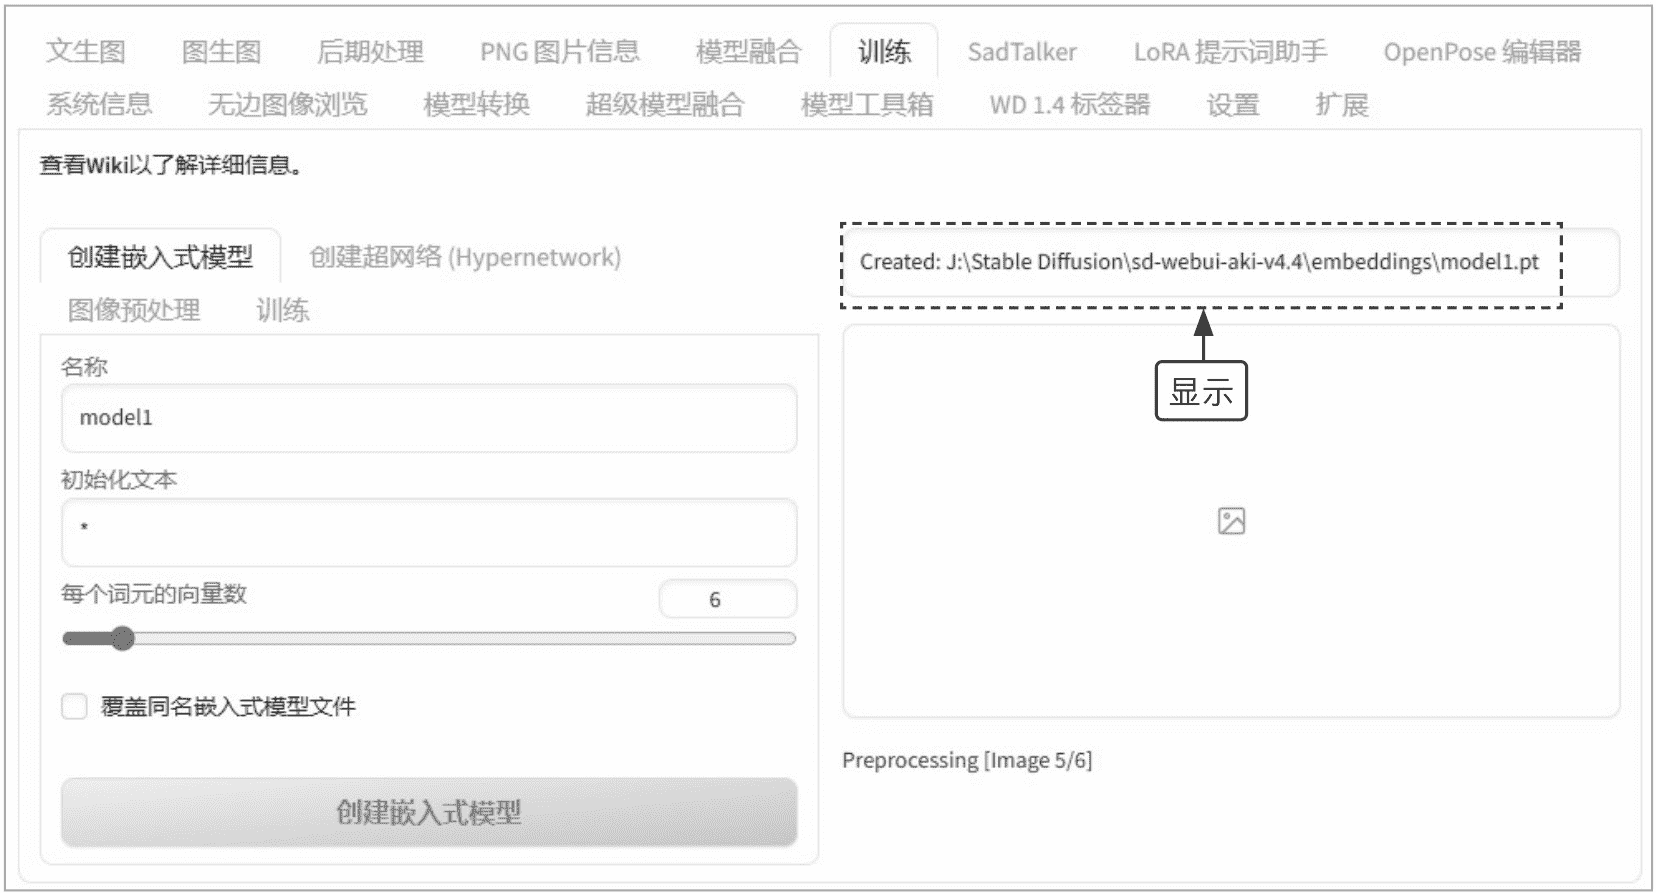 文生图 图生图 后期处理 PNG 图片信息 模型融合 训练 SadTalker LoRA 提示词助手 OpenPose 编辑器
系统信息 无边图像浏览 模型转换 超级模型融合 模型工具箱 WD 1.4 标签器 设置 扩展
查看Wiki以了解详细信息。
创建嵌入式模型 创建超网络 (Hypernetwork)
图像预处理 训练
名称
model1
初始化文本
*
每个词元的向量数
6
覆盖同名嵌入式模型文件
创建嵌入式模型
Created: J:\Stable Diffusion\sd-webui-aki-v4.4\embeddings\model1.pt
显示
Preprocessing [Image 5/6]